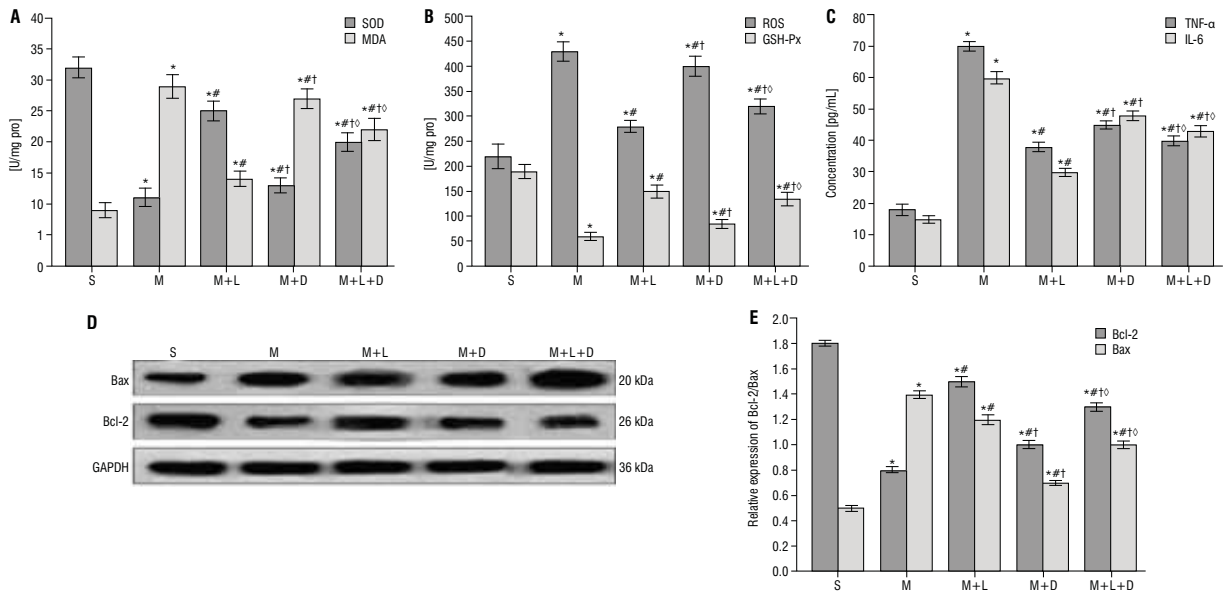 A
SOD
MDA
[U/mg pro]
40
35
30
25
20
15
10
1
0
*
*#
*#
*#†
*#†
*#†◊
*#†◊
S M M+L M+D M+L+D
B
ROS
GSH-Px
[U/mg pro]
500
450
400
350
300
250
200
150
100
50
0
*
*
*#
*#
*#†
*#†
*#†◊
*#†◊
S M M+L M+D M+L+D
C
TNF-α
IL-6
Concentration [pg/mL]
80
70
60
50
40
30
20
10
0
*
*
*#
*#
*#†
*#†
*#†◊
*#†◊
S M M+L M+D M+L+D
D
S M M+L M+D M+L+D
Bax 20 kDa
Bcl-2 26 kDa
GAPDH 36 kDa
E
Bcl-2
Bax
Relative expression of Bcl-2/Bax
2.0
1.8
1.6
1.4
1.2
1.0
0.8
0.6
0.4
0.2
0.0
*
*
*#
*#
*#†
*#†
*#†◊
*#†◊
S M M+L M+D M+L+D